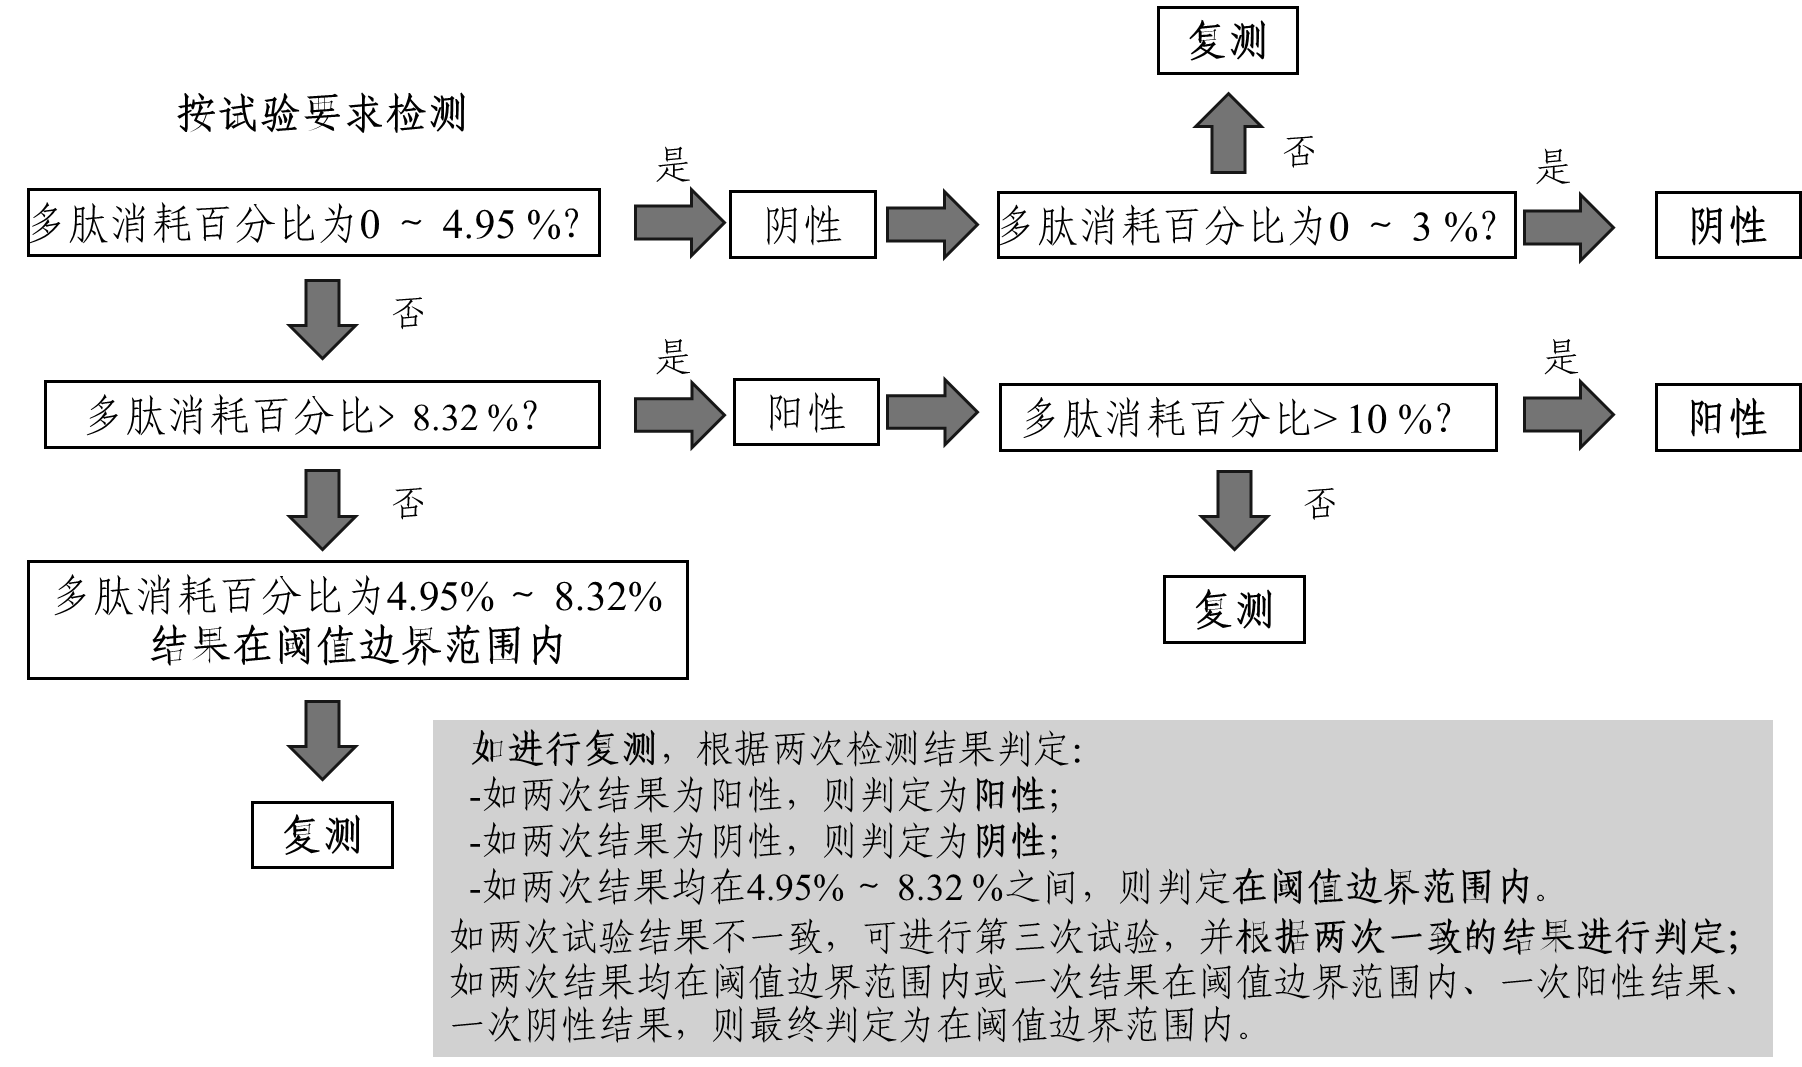 复测
按试验要求检测
是
否
是
多肽消耗百分比为0 ~ 4.95 %?
阴性
多肽消耗百分比为0 ~ 3 %?
阴性
否
是
是
多肽消耗百分比> 8.32 %?
阳性
多肽消耗百分比> 10 %?
阳性
否
否
多肽消耗百分比为4.95% ~ 8.32%
结果在阈值边界范围内
复测
如进行复测，根据两次检测结果判定：
-如两次结果为阳性，则判定为阳性；
复测
-如两次结果为阴性，则判定为阴性；
-如两次结果均在4.95% ~ 8.32 %之间，则判定在阈值边界范围内。
如两次试验结果不一致，可进行第三次试验，并根据两次一致的结果进行判定；
如两次结果均在阈值边界范围内或一次结果在阈值边界范围内、一次阳性结果、
一次阴性结果，则最终判定为在阈值边界范围内。